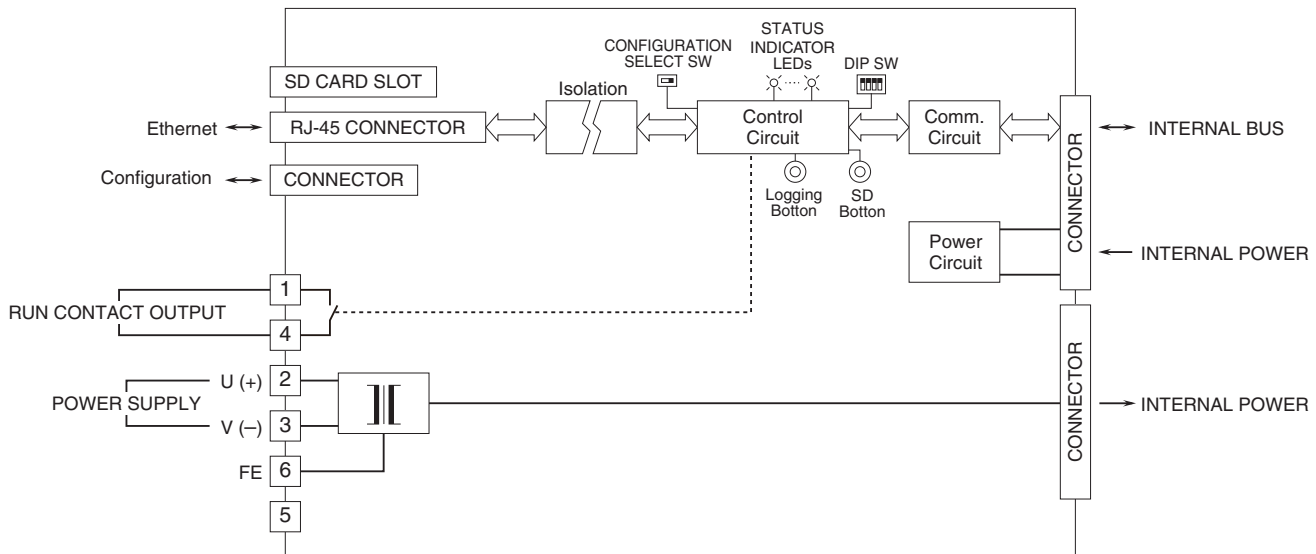 STATUS
INDICATOR
LEDs
CONFIGURATION
SELECT SW
DIP SW
SD CARD SLOT
Isolation
Ethernet
RJ-45 CONNECTOR
Control
Circuit
Comm.
Circuit
INTERNAL BUS
Configuration
CONNECTOR
Logging
Botton
SD
Botton
CONNECTOR
Power
Circuit
INTERNAL POWER
1
RUN CONTACT OUTPUT
4
U (+)
2
POWER SUPPLY
V (–)
3
CONNECTOR
INTERNAL POWER
FE
6
5